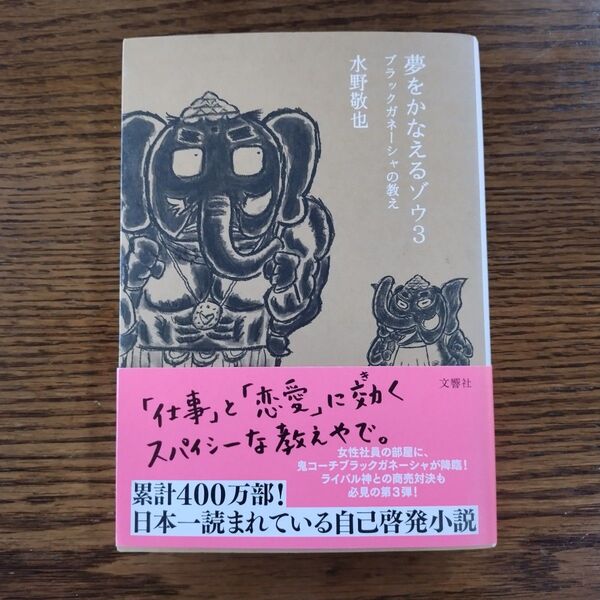 夢をかなえるゾウ3
ブラックガネーシャの教え
水野敬也
文響社
「仕事」と「恋愛」に効く
き
スパイシーな教えやで。
女性社員の部屋に、
鬼コーチブラックガネーシャが降臨!
ライバル神との商売対決も
必見の第3弾!
累計400万部!
日本一読まれている自己啓発小説